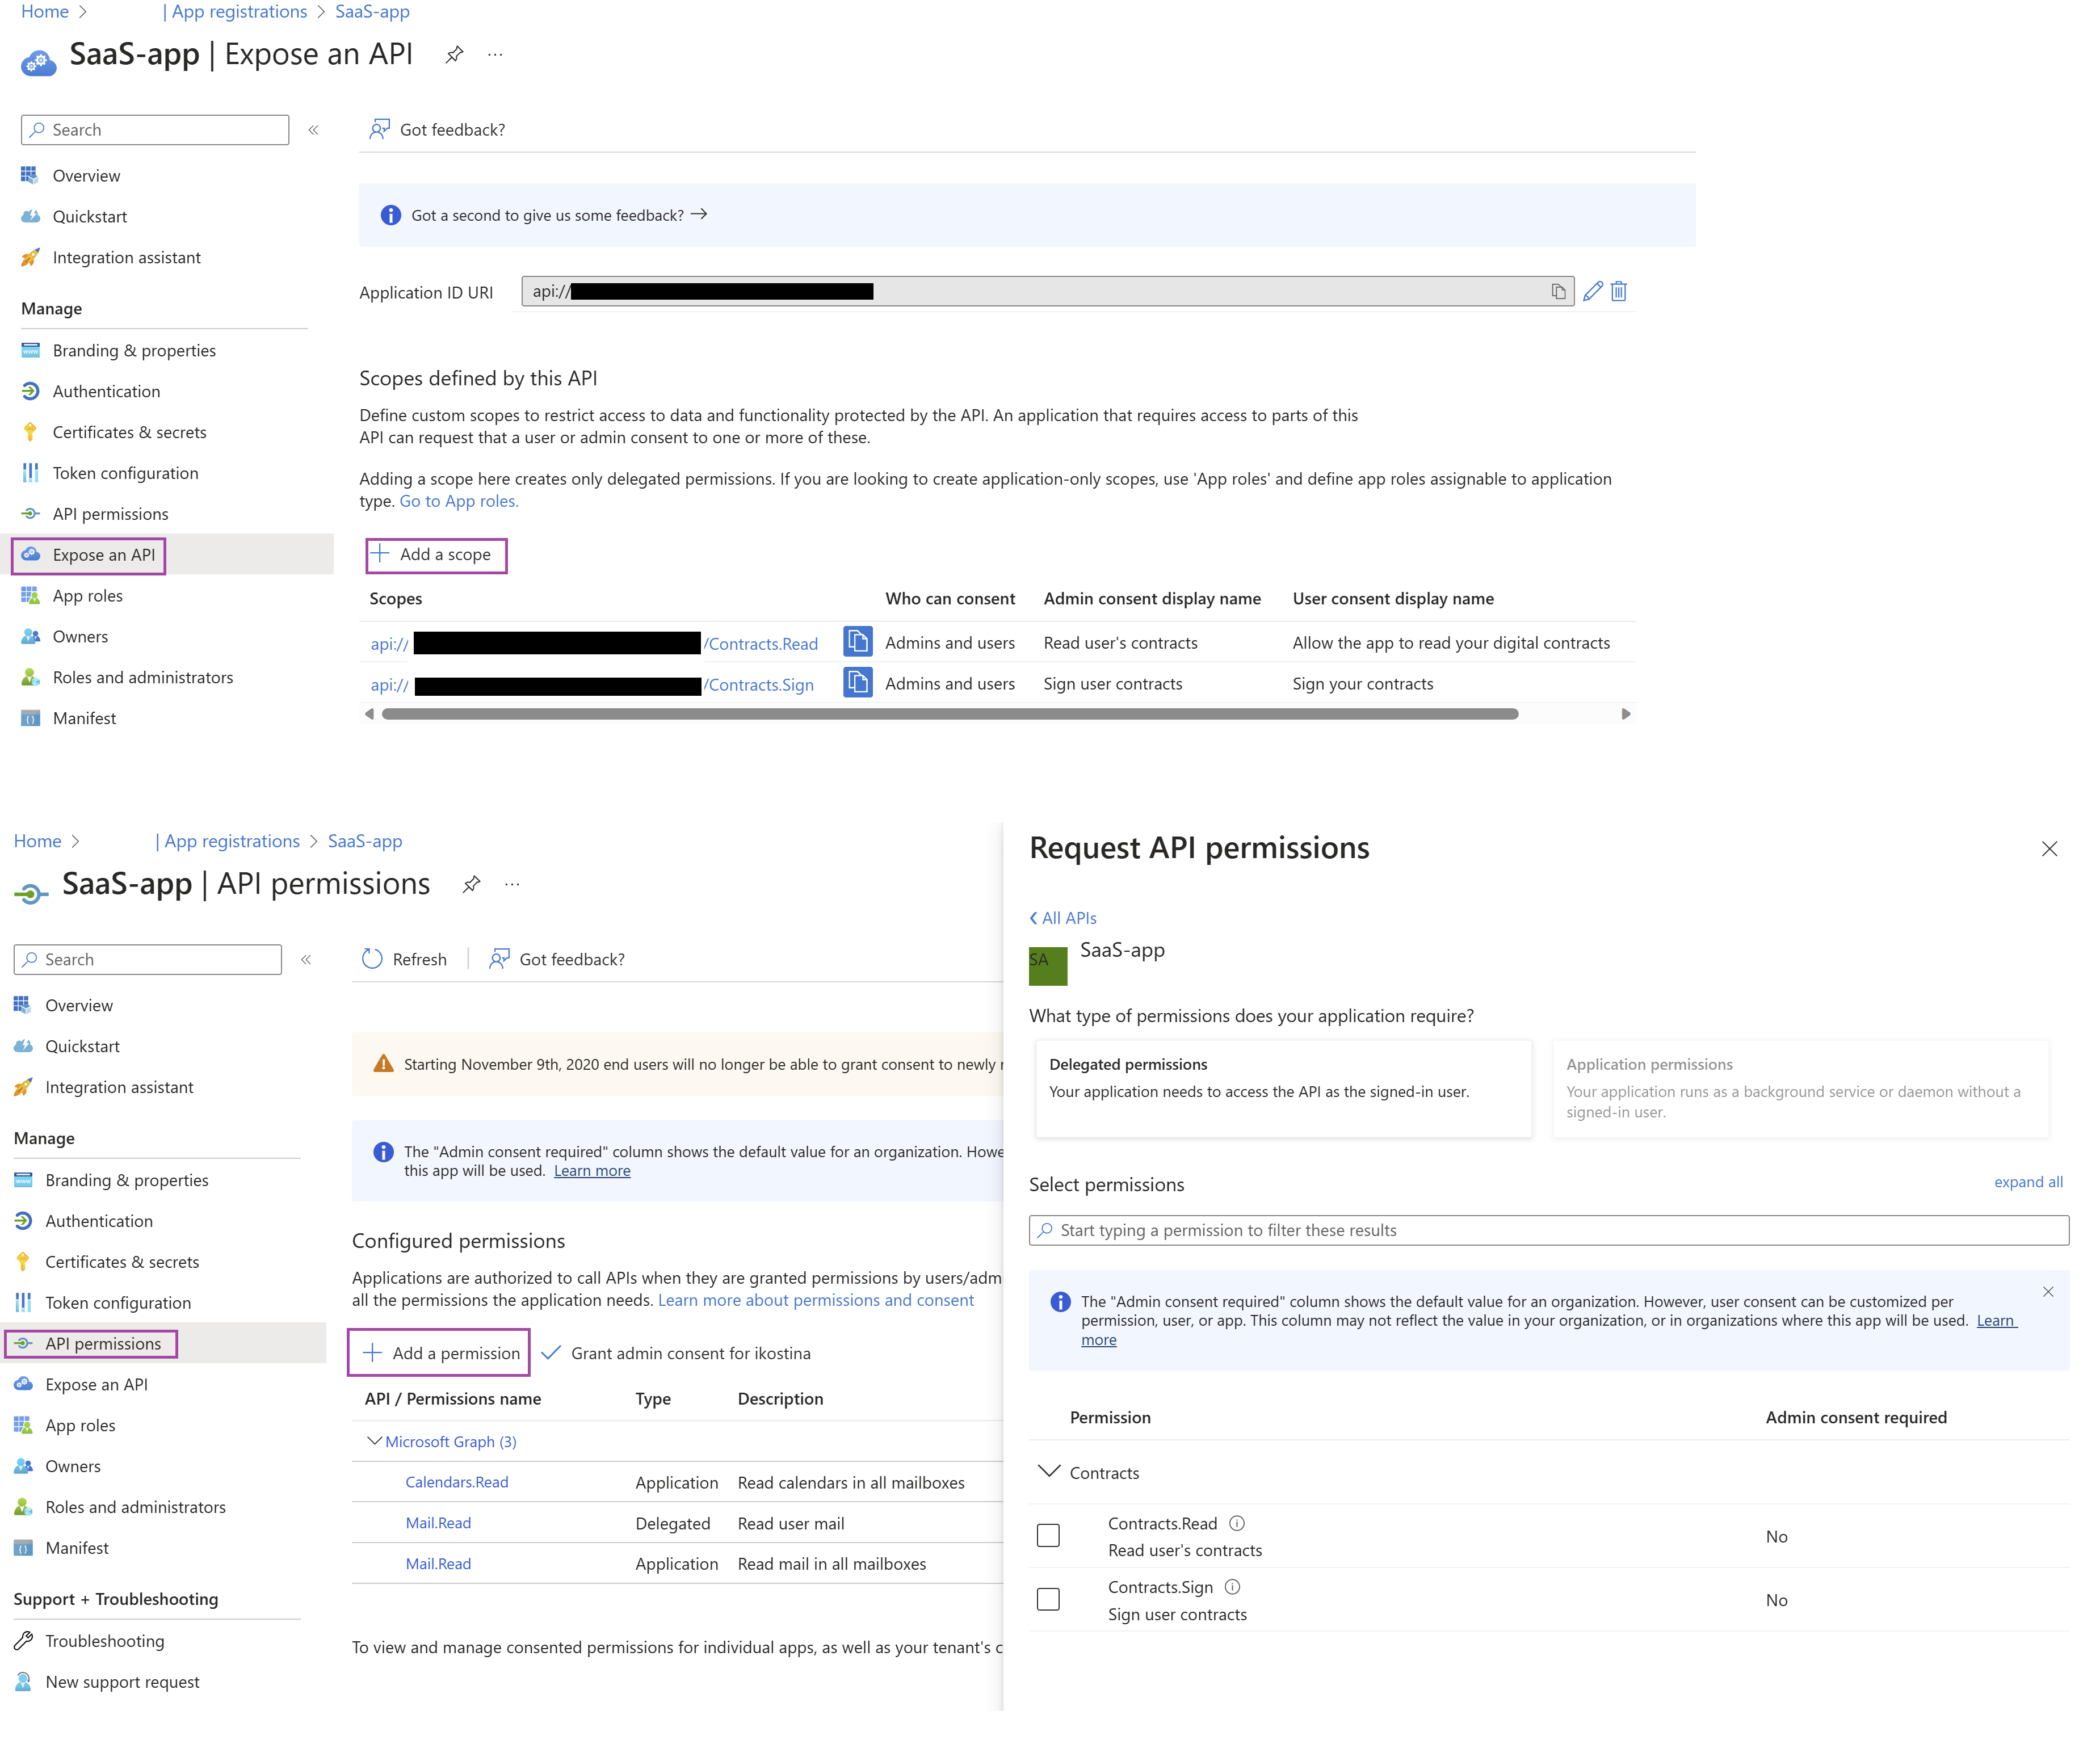 Home > | App registrations > SaaS-app
SaaS-app | Expose an API ...
Search «
Overview
Quickstart
Integration assistant
Manage
Branding & properties
Authentication
Certificates & secrets
Token configuration
API permissions
Expose an API
App roles
Owners
Roles and administrators
Manifest
Got feedback?
Got a second to give us some feedback? →
Application ID URI api://
Scopes defined by this API
Define custom scopes to restrict access to data and functionality protected by the API. An application that requires access to parts of this
API can request that a user or admin consent to one or more of these.
Adding a scope here creates only delegated permissions. If you are looking to create application-only scopes, use 'App roles' and define app roles assignable to application
type. Go to App roles.
+ Add a scope
Scopes Who can consent Admin consent display name User consent display name
api:// /Contracts.Read Admins and users Read user's contracts Allow the app to read your digital contracts
api:// /Contracts.Sign Admins and users Sign user contracts Sign your contracts
Home > | App registrations > SaaS-app
SaaS-app | API permissions ...
Search «
Overview
Quickstart
Integration assistant
Manage
Branding & properties
Authentication
Certificates & secrets
Token configuration
API permissions
Expose an API
App roles
Owners
Roles and administrators
Manifest
Support + Troubleshooting
Troubleshooting
New support request
Refresh | Got feedback?
Starting November 9th, 2020 end users will no longer be able to grant consent to newly r
The "Admin consent required" column shows the default value for an organization. Howe
this app will be used. Learn more
Configured permissions
Applications are authorized to call APIs when they are granted permissions by users/adm
all the permissions the application needs. Learn more about permissions and consent
+ Add a permission ✓ Grant admin consent for ikostina
API / Permissions name Type Description
Microsoft Graph (3)
Calendars.Read Application Read calendars in all mailboxes
Mail.Read Delegated Read user mail
Mail.Read Application Read mail in all mailboxes
To view and manage consented permissions for individual apps, as well as your tenant's c
Request API permissions
All APIs
SA
SaaS-app
What type of permissions does your application require?
Delegated permissions
Your application needs to access the API as the signed-in user.
Application permissions
Your application runs as a background service or daemon without a
signed-in user.
Select permissions expand all
Start typing a permission to filter these results
The "Admin consent required" column shows the default value for an organization. However, user consent can be customized per
permission, user, or app. This column may not reflect the value in your organization, or in organizations where this app will be used. Learn
more
Permission Admin consent required
Contracts
Contracts.Read
Read user's contracts
No
Contracts.Sign
Sign user contracts
No